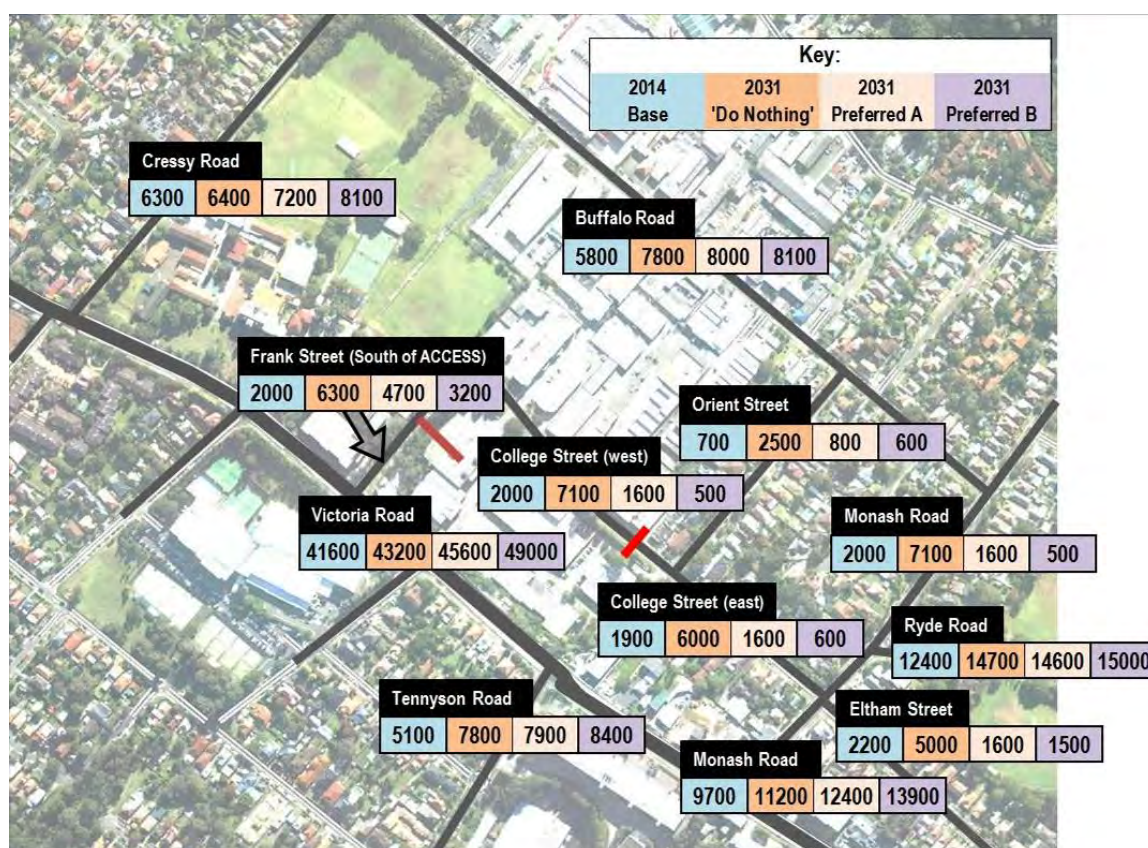 Key:
2014 2031 2031 2031
Base 'Do Nothing' Preferred A Preferred B
Cressy Road
6300 6400 7200 8100
Buffalo Road
5800 7800 8000 8100
Frank Street (South of ACCESS)
2000 6300 4700 3200
Orient Street
700 2500 800 600
College Street (west)
2000 7100 1600 500
Victoria Road
41600 43200 45600 49000
Monash Road
2000 7100 1600 500
College Street (east)
1900 6000 1600 600
Ryde Road
12400 14700 14600 15000
Tennyson Road
5100 7800 7900 8400
Eltham Street
2200 5000 1600 1500
Monash Road
9700 11200 12400 13900